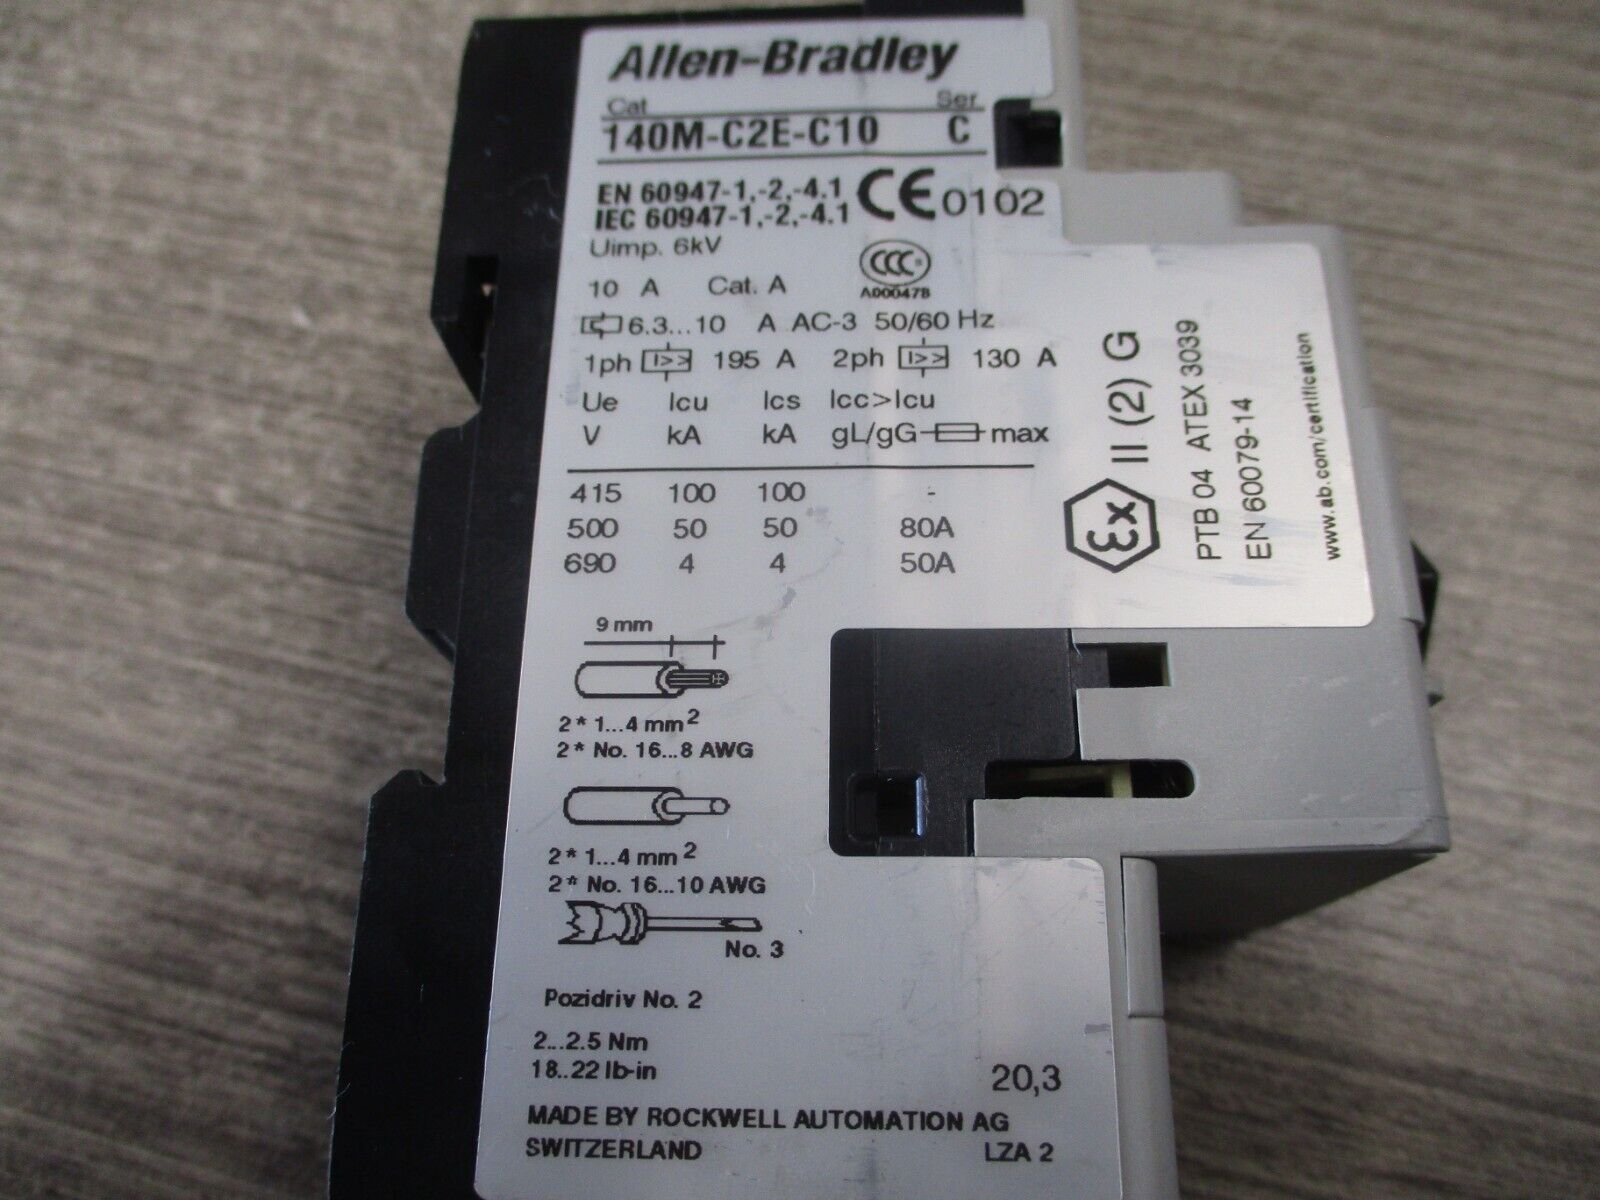 Allen-Bradley
Cat Ser
140M-C2E-C10 C
EN 60947-1,-2,-4.1
IEC 60947-1,-2,-4.1
CE 0102
Uimp. 6kV
CCC
10 A Cat. A
A000478
6.3...10 A AC-3 50/60 Hz
1ph I>> 195 A 2ph I>> 130 A
Ue Icu Ics Icc>Icu
V kA kA gL/gG max
415 100 100 -
500 50 50 80A
690 4 4 50A
Ex II (2) G
PTB 04 ATEX 3039
EN 60079-14
www.ab.com/certification
9 mm
2 * 1...4 mm²
2 * No. 16...8 AWG
2 * 1...4 mm²
2* No. 16...10 AWG
No. 3
Pozidriv No. 2
2...2.5 Nm
18..22 lb-in
20,3
MADE BY ROCKWELL AUTOMATION AG
SWITZERLAND LZA 2